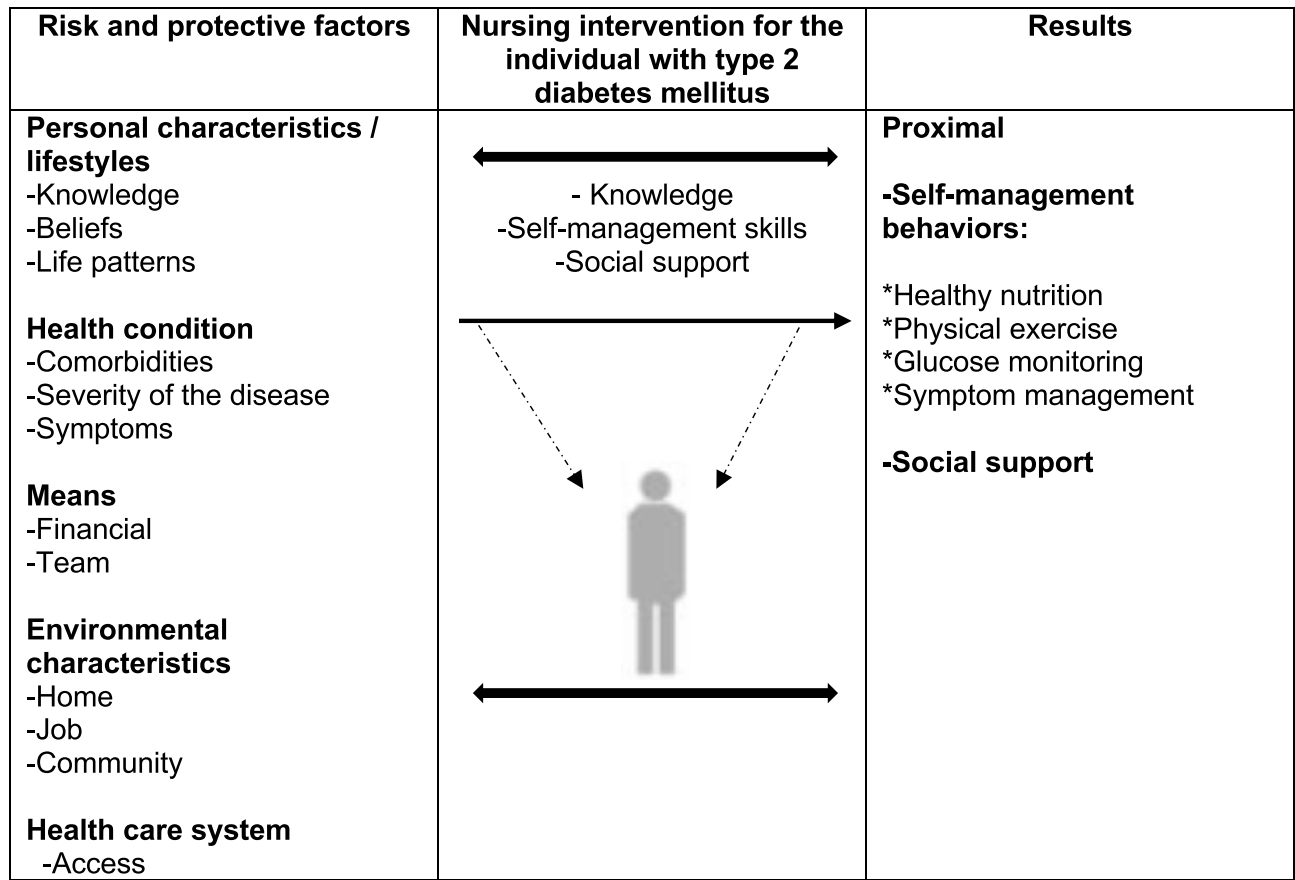 Risk and protective factors
Nursing intervention for the
individual with type 2
diabetes mellitus
Results
Personal characteristics /
lifestyles
-Knowledge
-Beliefs
-Life patterns
Health condition
-Comorbidities
-Severity of the disease
-Symptoms
Means
-Financial
-Team
Environmental
characteristics
-Home
-Job
-Community
Health care system
-Access
- Knowledge
-Self-management skills
-Social support
Proximal
-Self-management
behaviors:
*Healthy nutrition
*Physical exercise
*Glucose monitoring
*Symptom management
-Social support